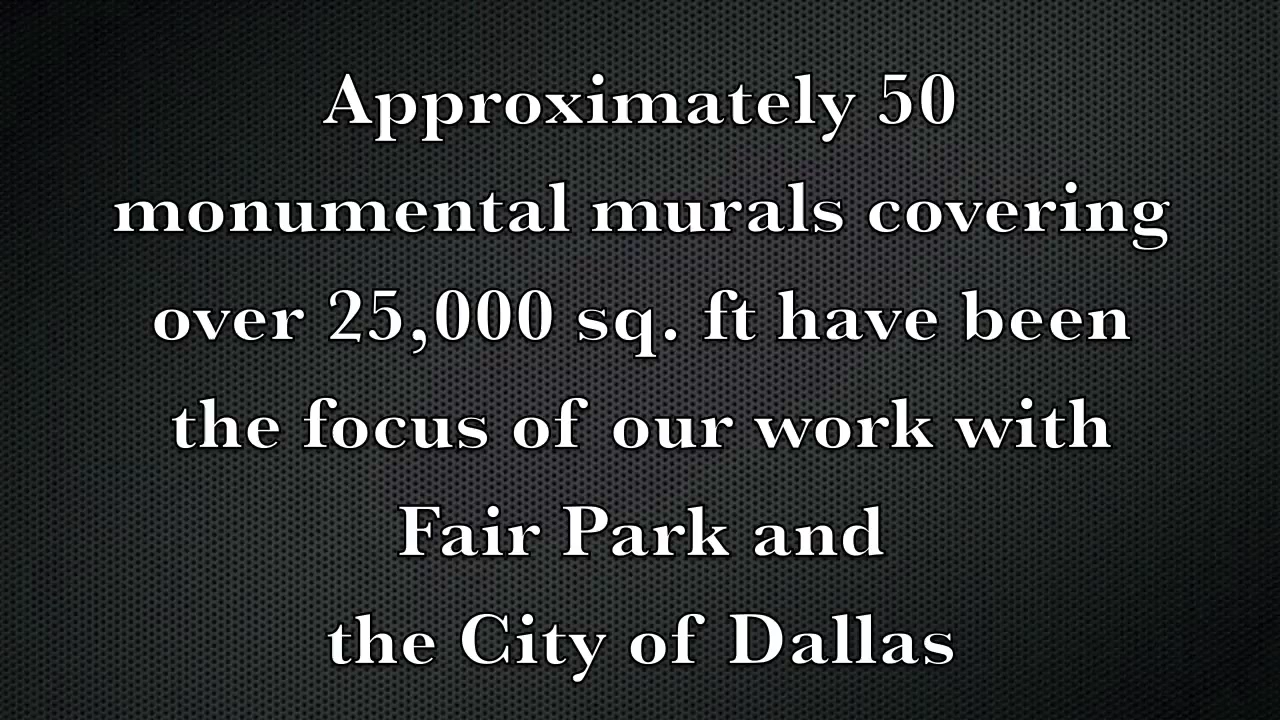 Approximately 50
monumental murals covering
over 25,000 sq. ft have been
the focus of our work with
Fair Park and
the City of Dallas